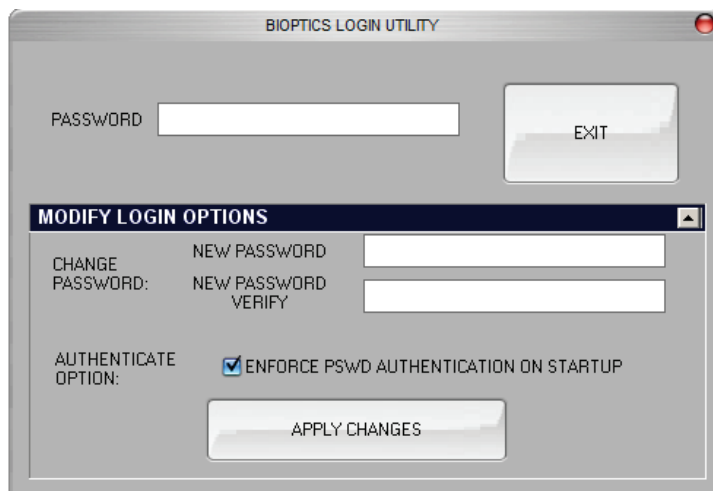 BIOPTICS LOGIN UTILITY
PASSWORD
EXIT
MODIFY LOGIN OPTIONS
CHANGE
PASSWORD:
NEW PASSWORD
NEW PASSWORD
VERIFY
AUTHENTICATE
OPTION:
ENFORCE PSWD AUTHENTICATION ON STARTUP
APPLY CHANGES